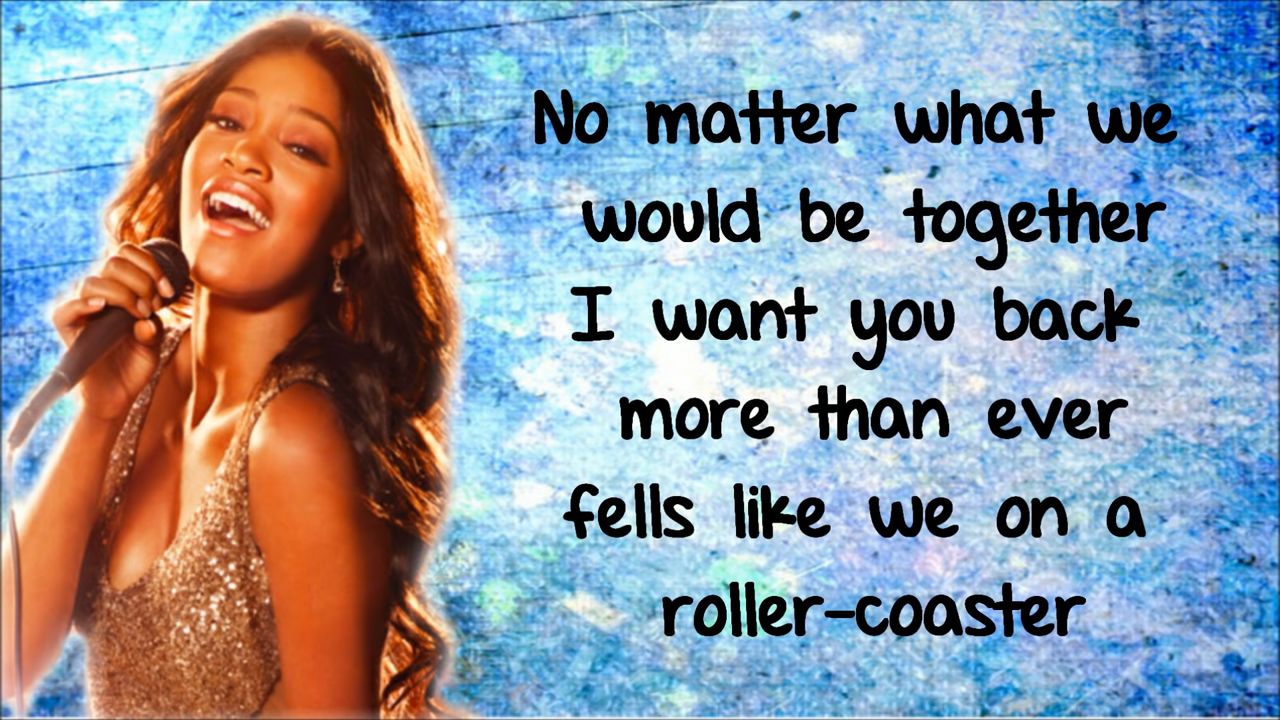 No matter what we
would be together
I want you back
more than ever
fells like we on a
roller-coaster